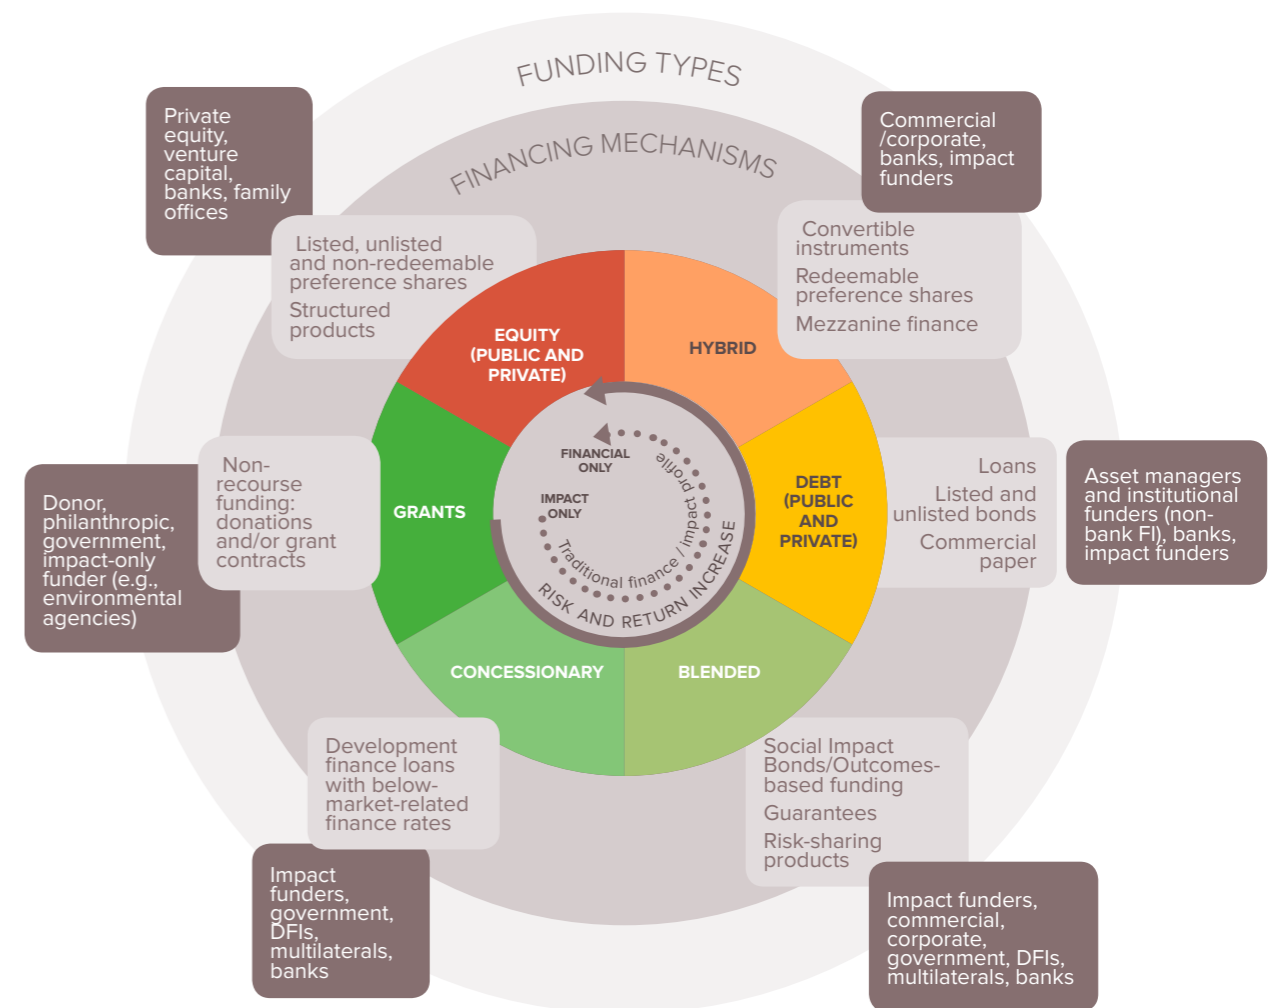 FUNDING TYPES
FINANCING MECHANISMS
Private
equity,
venture
capital,
banks, family
offices
Listed, unlisted
and non-redeemable
preference shares
Structured
products
EQUITY
(PUBLIC AND
PRIVATE)
Commercial
/corporate,
banks, impact
funders
Convertible
instruments
Redeemable
preference shares
Mezzanine finance
HYBRID
Asset managers
and institutional
funders (non-
bank FI), banks,
impact funders
Loans
Listed and
unlisted bonds
Commercial
paper
DEBT
(PUBLIC
AND
PRIVATE)
Impact funders,
commercial,
corporate,
government, DFIs,
multilaterals, banks
Social Impact
Bonds/Outcomes-
based funding
Guarantees
Risk-sharing
products
BLENDED
Impact
funders,
government,
DFIs,
multilaterals,
banks
Development
finance loans
with below-
market-related
finance rates
CONCESSIONARY
Donor,
philanthropic,
government,
impact-only
funder (e.g.,
environmental
agencies)
Non-
recourse
funding:
donations
and/or grant
contracts
GRANTS
FINANCIAL
ONLY
IMPACT
ONLY
Traditional finance / impact profile
RISK AND RETURN INCREASE